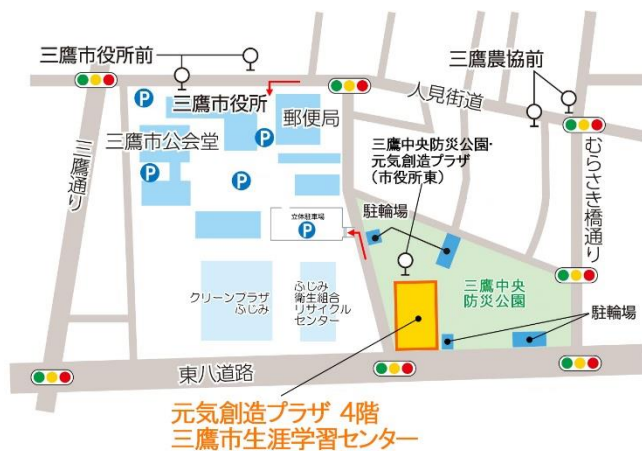 三鷹市役所前
三鷹農協前
P
三鷹市役所
人見街道
P
郵便局
三鷹市公会堂
三鷹中央防災公園・
元気創造プラザ
（市役所東）
むらさき橋通り
三鷹通り
P
P
駐輪場
立体駐車場
P
三鷹中央
防災公園
クリーンプラザ
ふじみ
ふじみ
衛生組合
リサイクル
センター
駐輪場
東八道路
元気創造プラザ 4階
三鷹市生涯学習センター